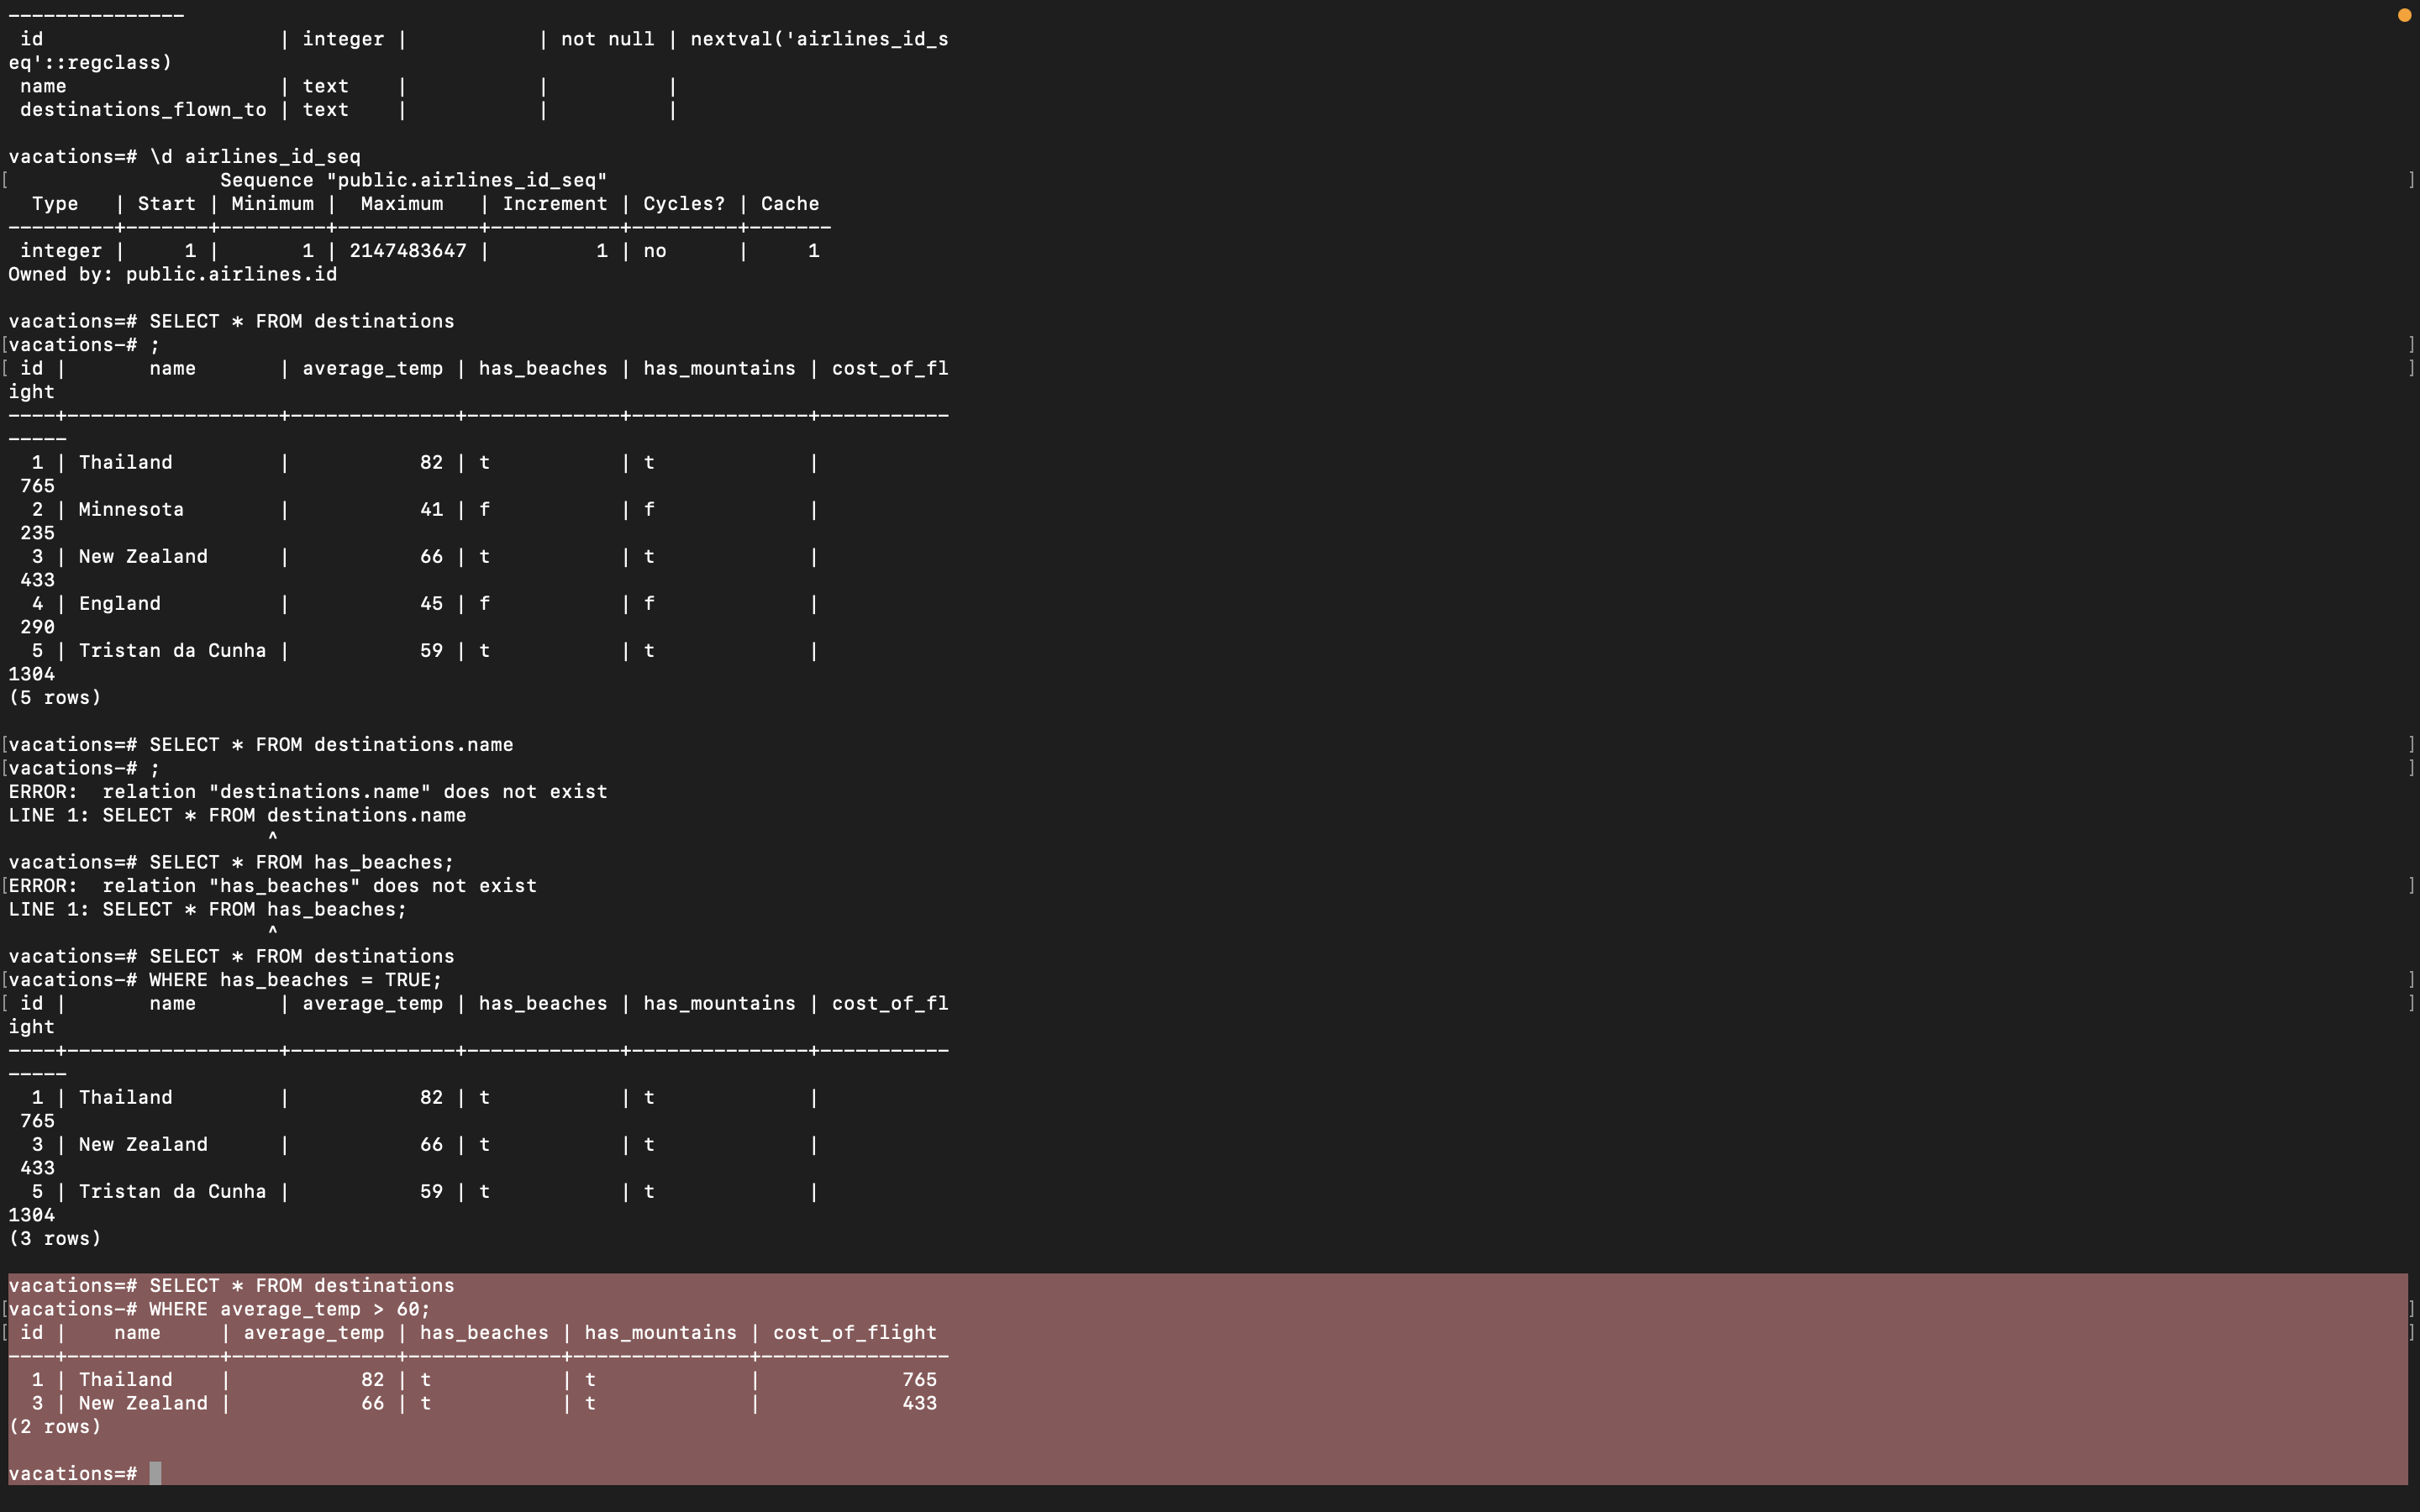 ---------------
 id                    | integer |           | not null | nextval('airlines_id_s
eq'::regclass)
 name                  | text    |           |          |
 destinations_flown_to | text    |           |          |
vacations=# \d airlines_id_seq
[                  Sequence "public.airlines_id_seq"                  ]
  Type   | Start | Minimum |  Maximum   | Increment | Cycles? | Cache
---------+-------+---------+------------+-----------+---------+-------
 integer |     1 |       1 | 2147483647 |         1 | no      |     1
Owned by: public.airlines.id
vacations=# SELECT * FROM destinations
[vacations-# ; ]
[ id |       name       | average_temp | has_beaches | has_mountains | cost_of_fl ]
ight
----+------------------+--------------+-------------+---------------+-----------
-----
  1 | Thailand         |           82 | t           | t             |
 765
  2 | Minnesota        |           41 | f           | f             |
 235
  3 | New Zealand      |           66 | t           | t             |
 433
  4 | England          |           45 | f           | f             |
 290
  5 | Tristan da Cunha |           59 | t           | t             |
1304
(5 rows)
[vacations=# SELECT * FROM destinations.name ]
[vacations-# ; ]
ERROR:  relation "destinations.name" does not exist
LINE 1: SELECT * FROM destinations.name
                      ^
vacations=# SELECT * FROM has_beaches;
[ERROR:  relation "has_beaches" does not exist ]
LINE 1: SELECT * FROM has_beaches;
                      ^
vacations=# SELECT * FROM destinations
[vacations-# WHERE has_beaches = TRUE; ]
[ id |       name       | average_temp | has_beaches | has_mountains | cost_of_fl ]
ight
----+------------------+--------------+-------------+---------------+-----------
-----
  1 | Thailand         |           82 | t           | t             |
 765
  3 | New Zealand      |           66 | t           | t             |
 433
  5 | Tristan da Cunha |           59 | t           | t             |
1304
(3 rows)
vacations=# SELECT * FROM destinations
[vacations-# WHERE average_temp > 60; ]
[ id |    name     | average_temp | has_beaches | has_mountains | cost_of_flight ]
----+-------------+--------------+-------------+---------------+----------------
  1 | Thailand    |           82 | t           | t             |            765
  3 | New Zealand |           66 | t           | t             |            433
(2 rows)
vacations=#